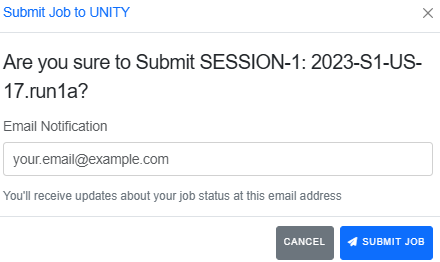 Submit Job to UNITY
Are you sure to Submit SESSION-1: 2023-S1-US-
17.run1a?
Email Notification
your.email@example.com
You'll receive updates about your job status at this email address
CANCEL
SUBMIT JOB